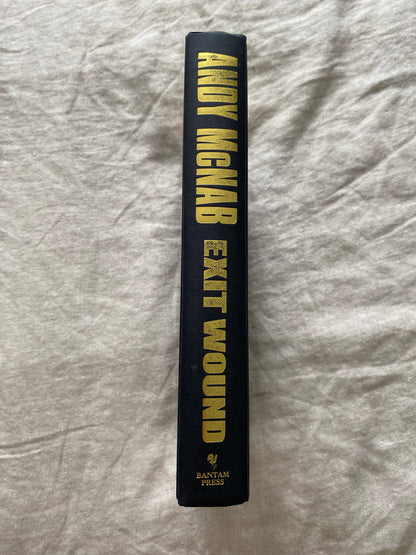 ANDY MCNAB
EXIT WOUND
BANTAM
PRESS